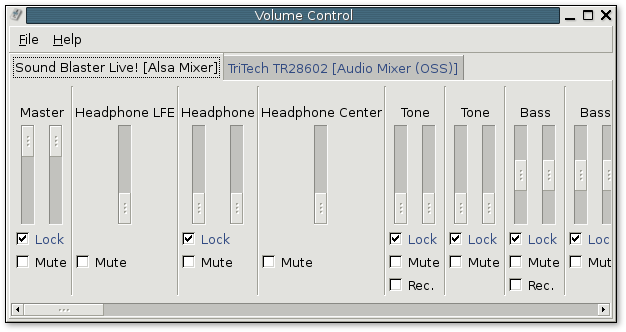 Volume Control
File Help
Sound Blaster Live! [Alsa Mixer] TriTech TR28602 [Audio Mixer (OSS)]
Master Headphone LFE Headphone Headphone Center Tone Tone Bass Bass
Lock Lock Lock Lock Lock Lock
Mute Mute Mute Mute Mute Mute Mute Mut
Rec. Rec.